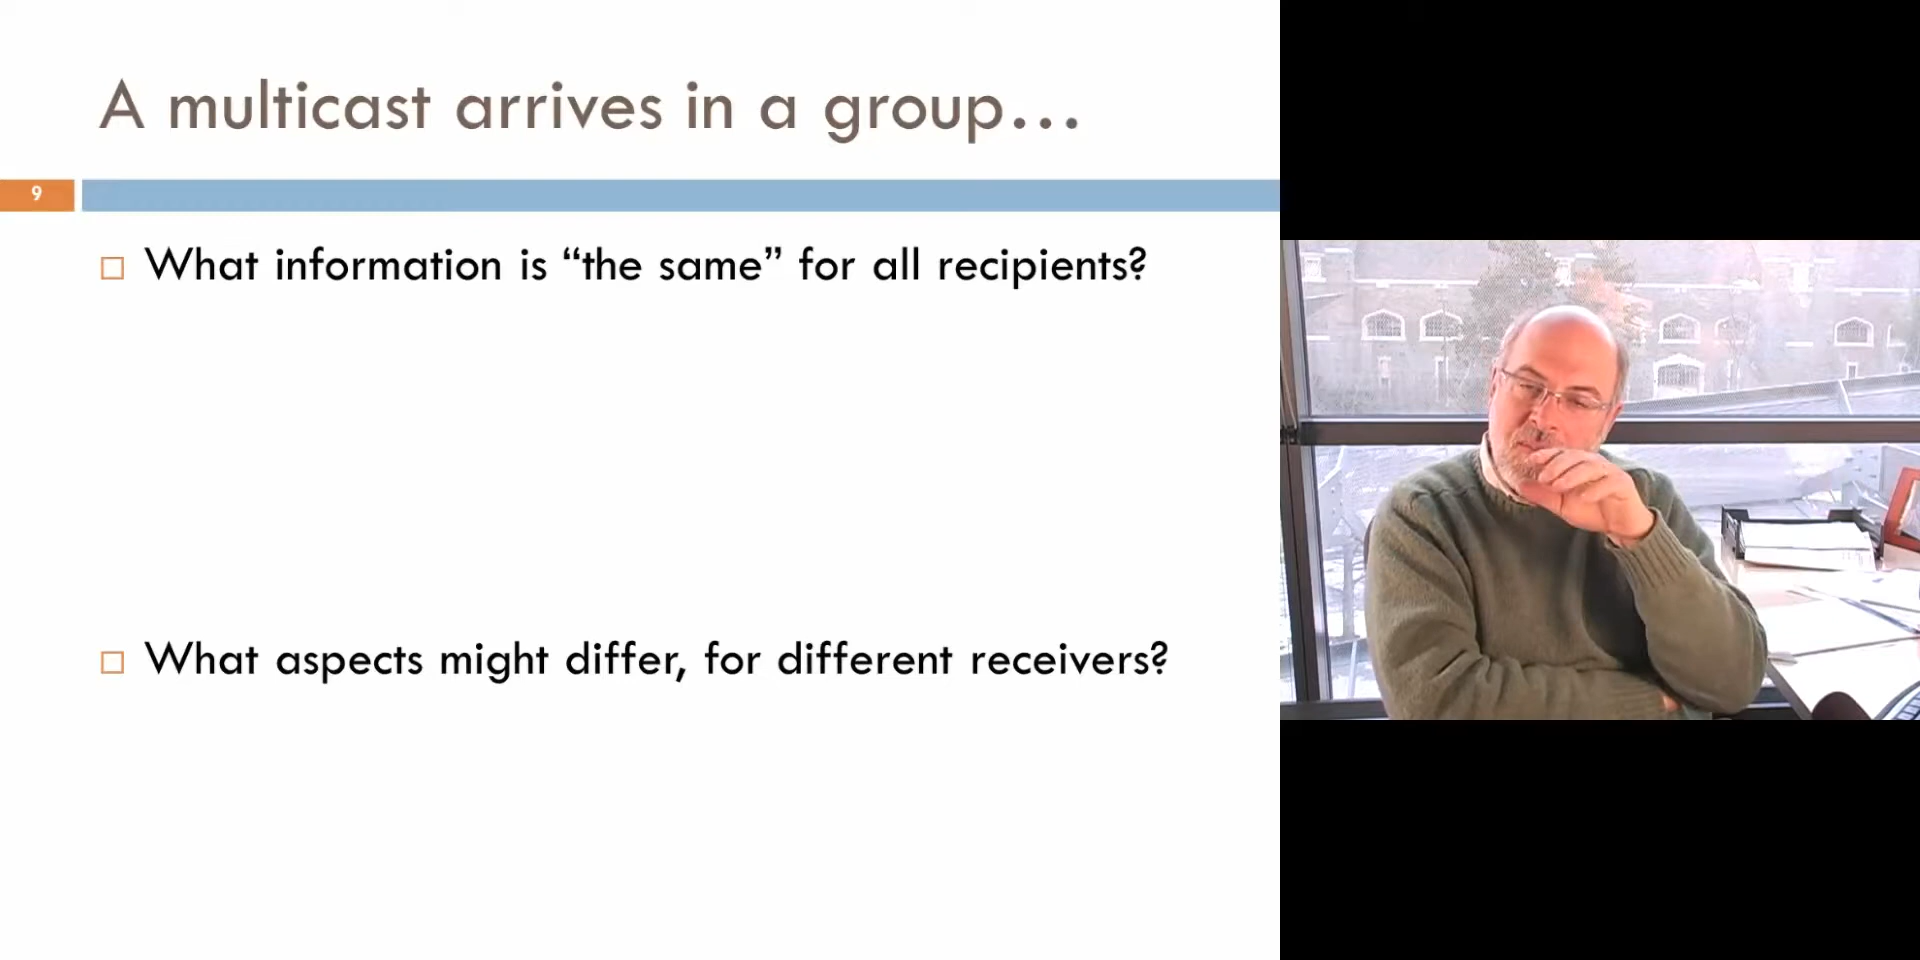 A multicast arrives in a group…
9
What information is “the same” for all recipients?
What aspects might differ, for different receivers?